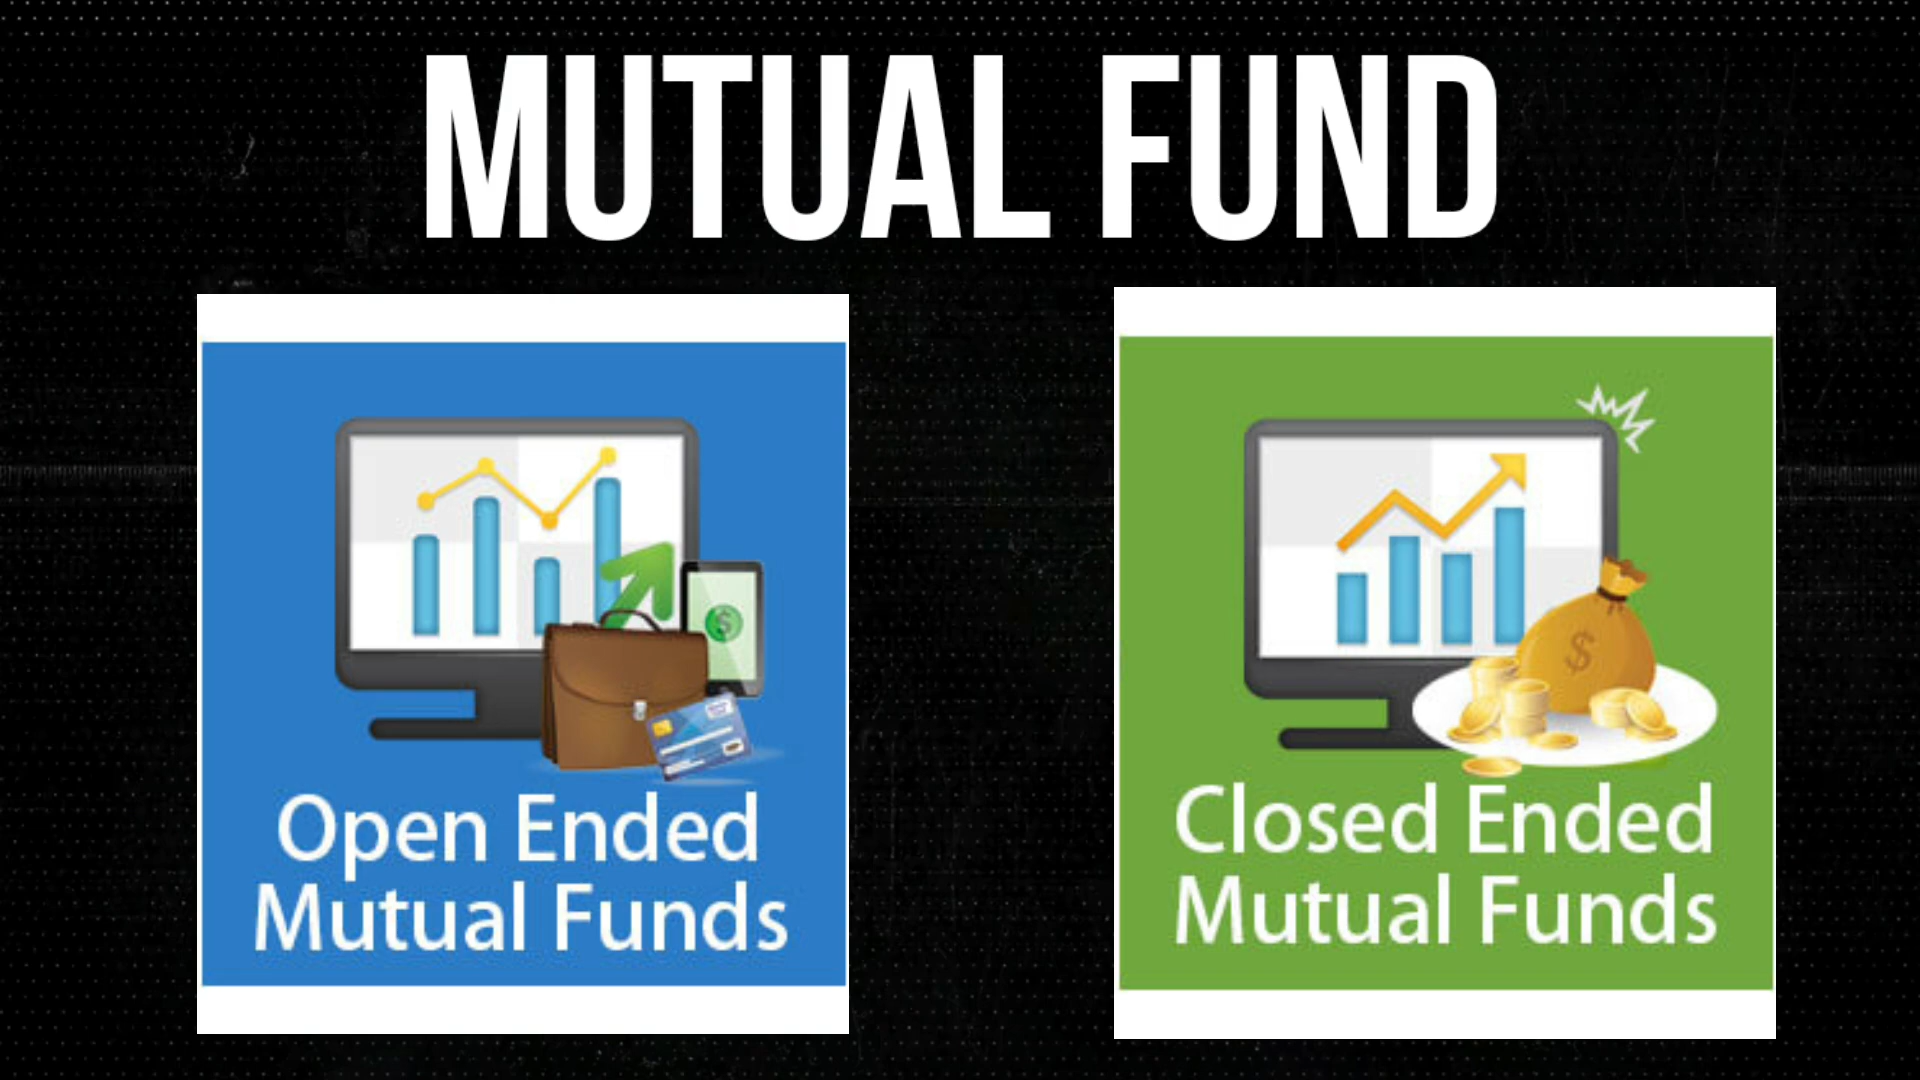 MUTUAL FUND
Open Ended
Mutual Funds
$
Closed Ended
Mutual Funds
$